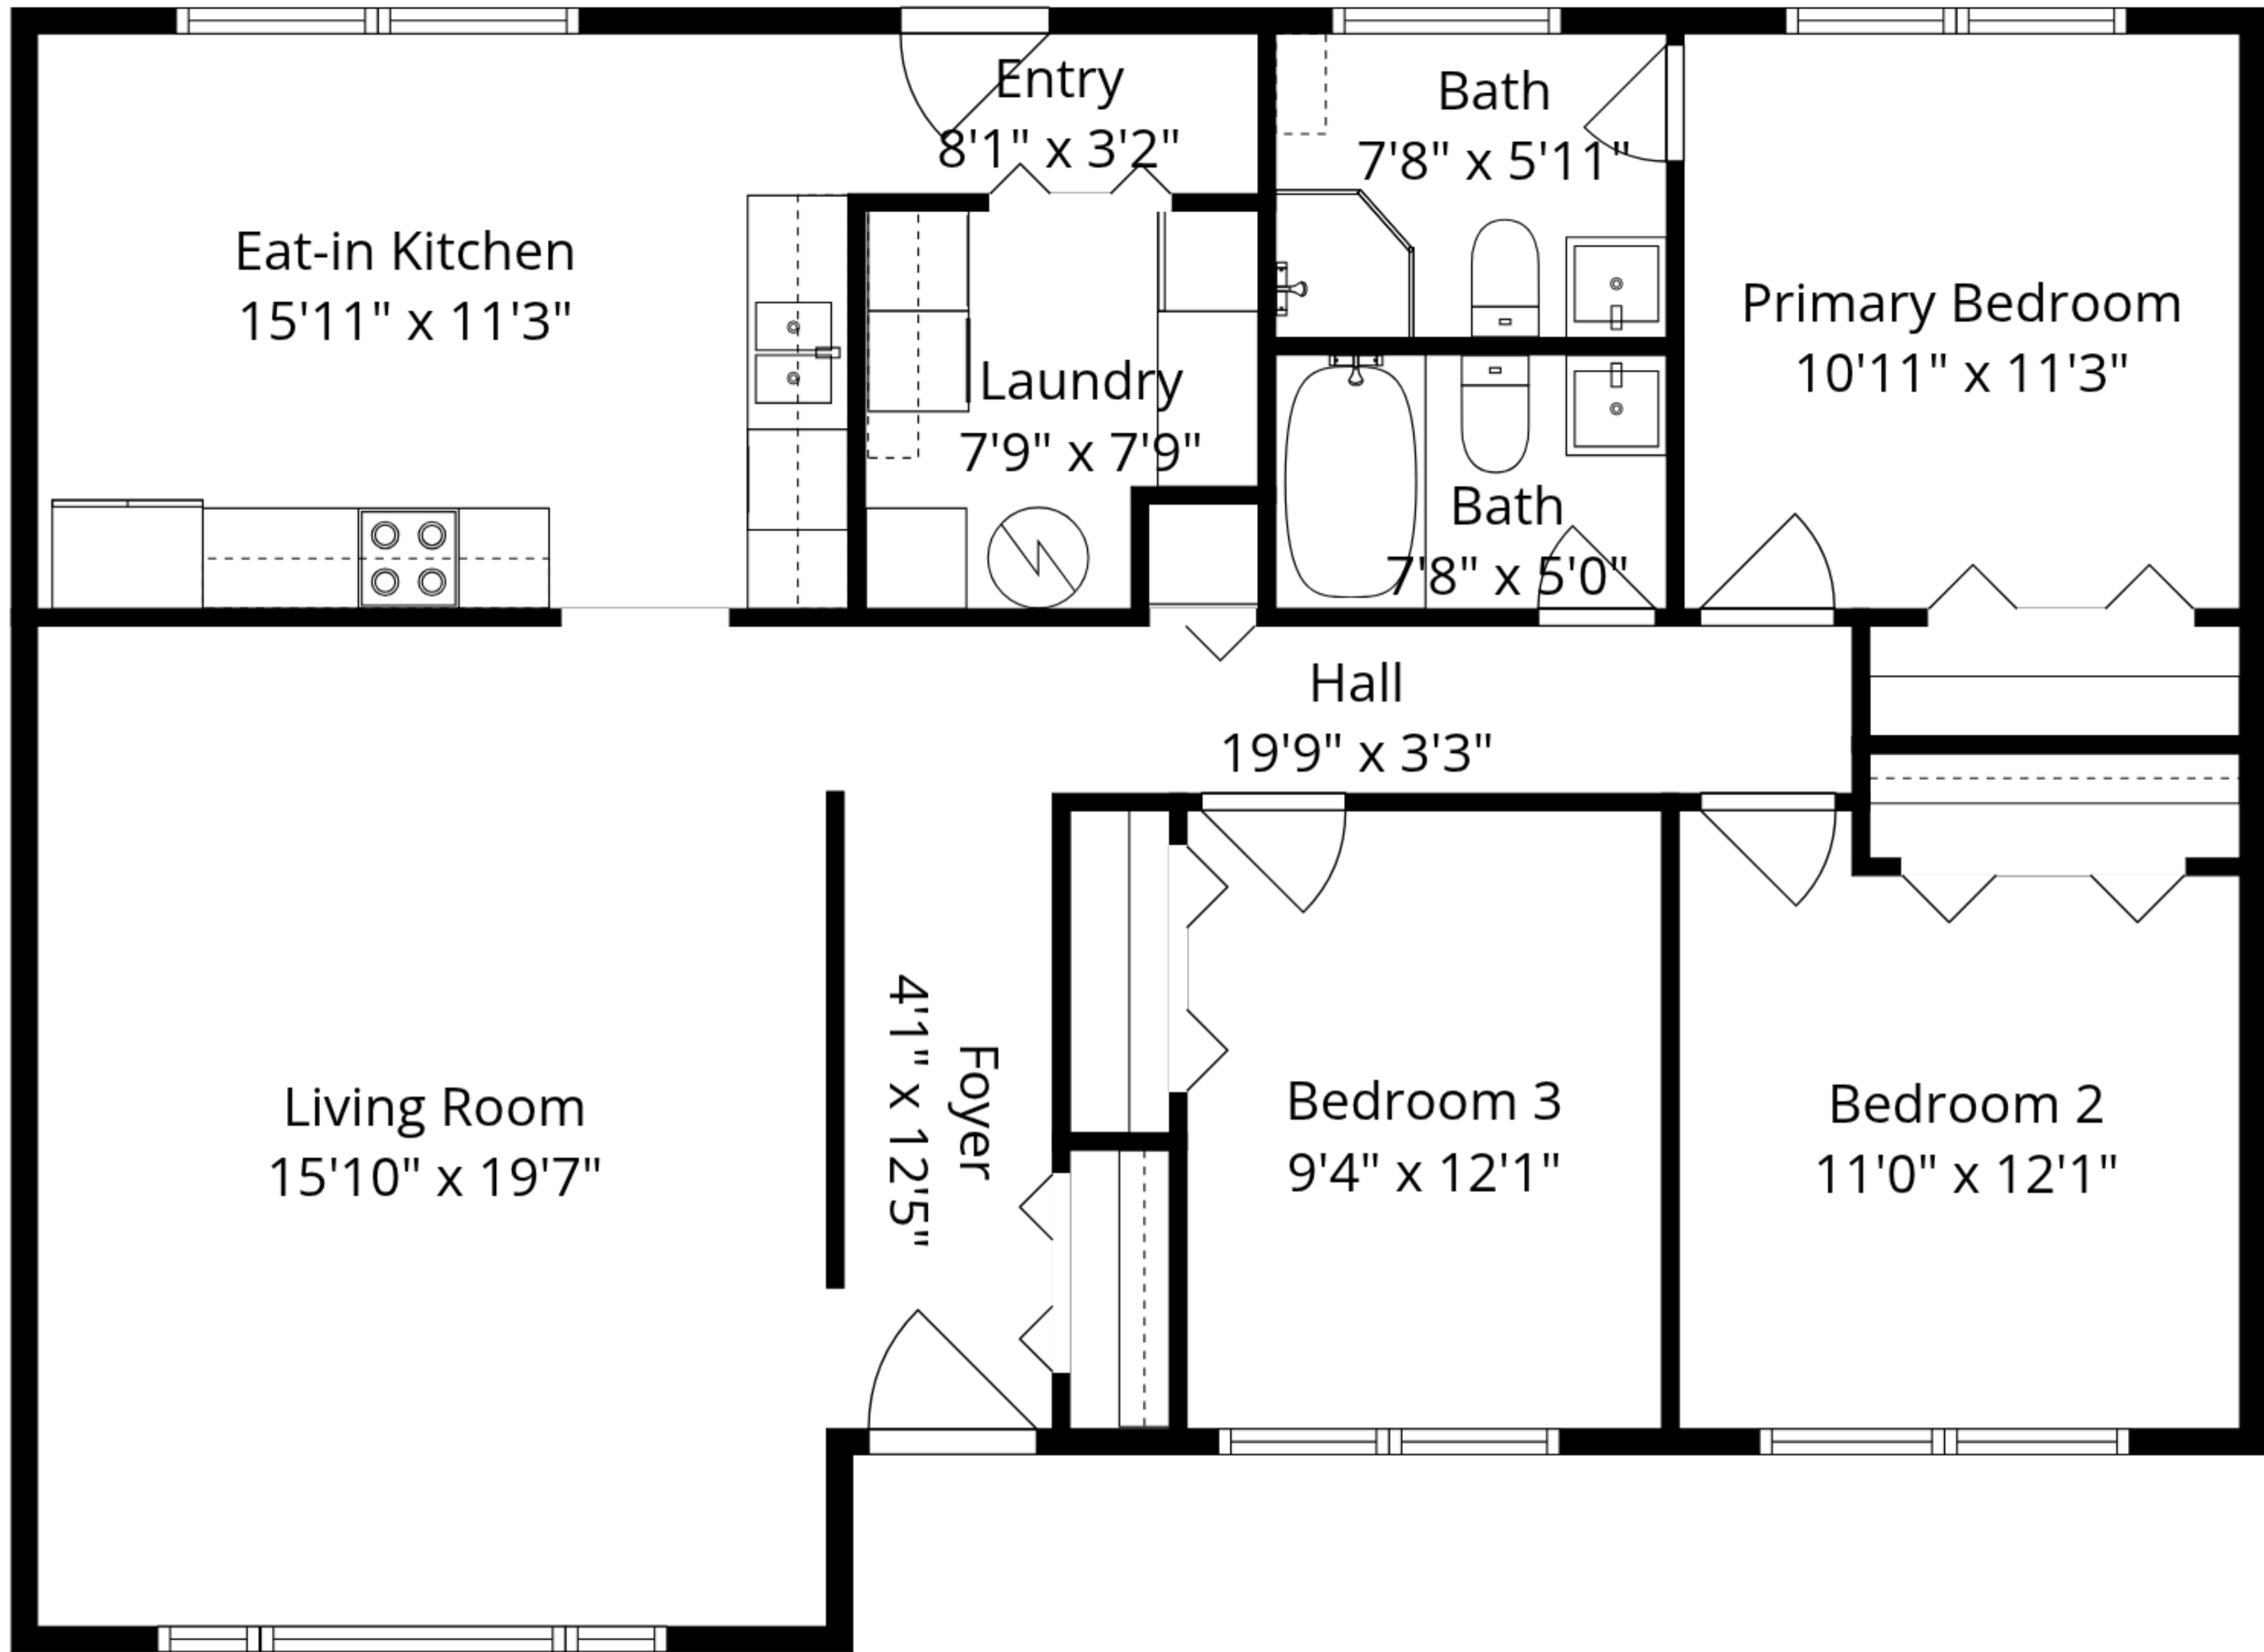 Entry
8'1" x 3'2"
Bath
7'8" x 5'11"
Eat-in Kitchen
15'11" x 11'3"
Primary Bedroom
10'11" x 11'3"
Laundry
7'9" x 7'9"
Bath
7'8" x 5'0"
Hall
19'9" x 3'3"
Living Room
15'10" x 19'7"
Foyer
4'1" x 12'5"
Bedroom 3
9'4" x 12'1"
Bedroom 2
11'0" x 12'1"